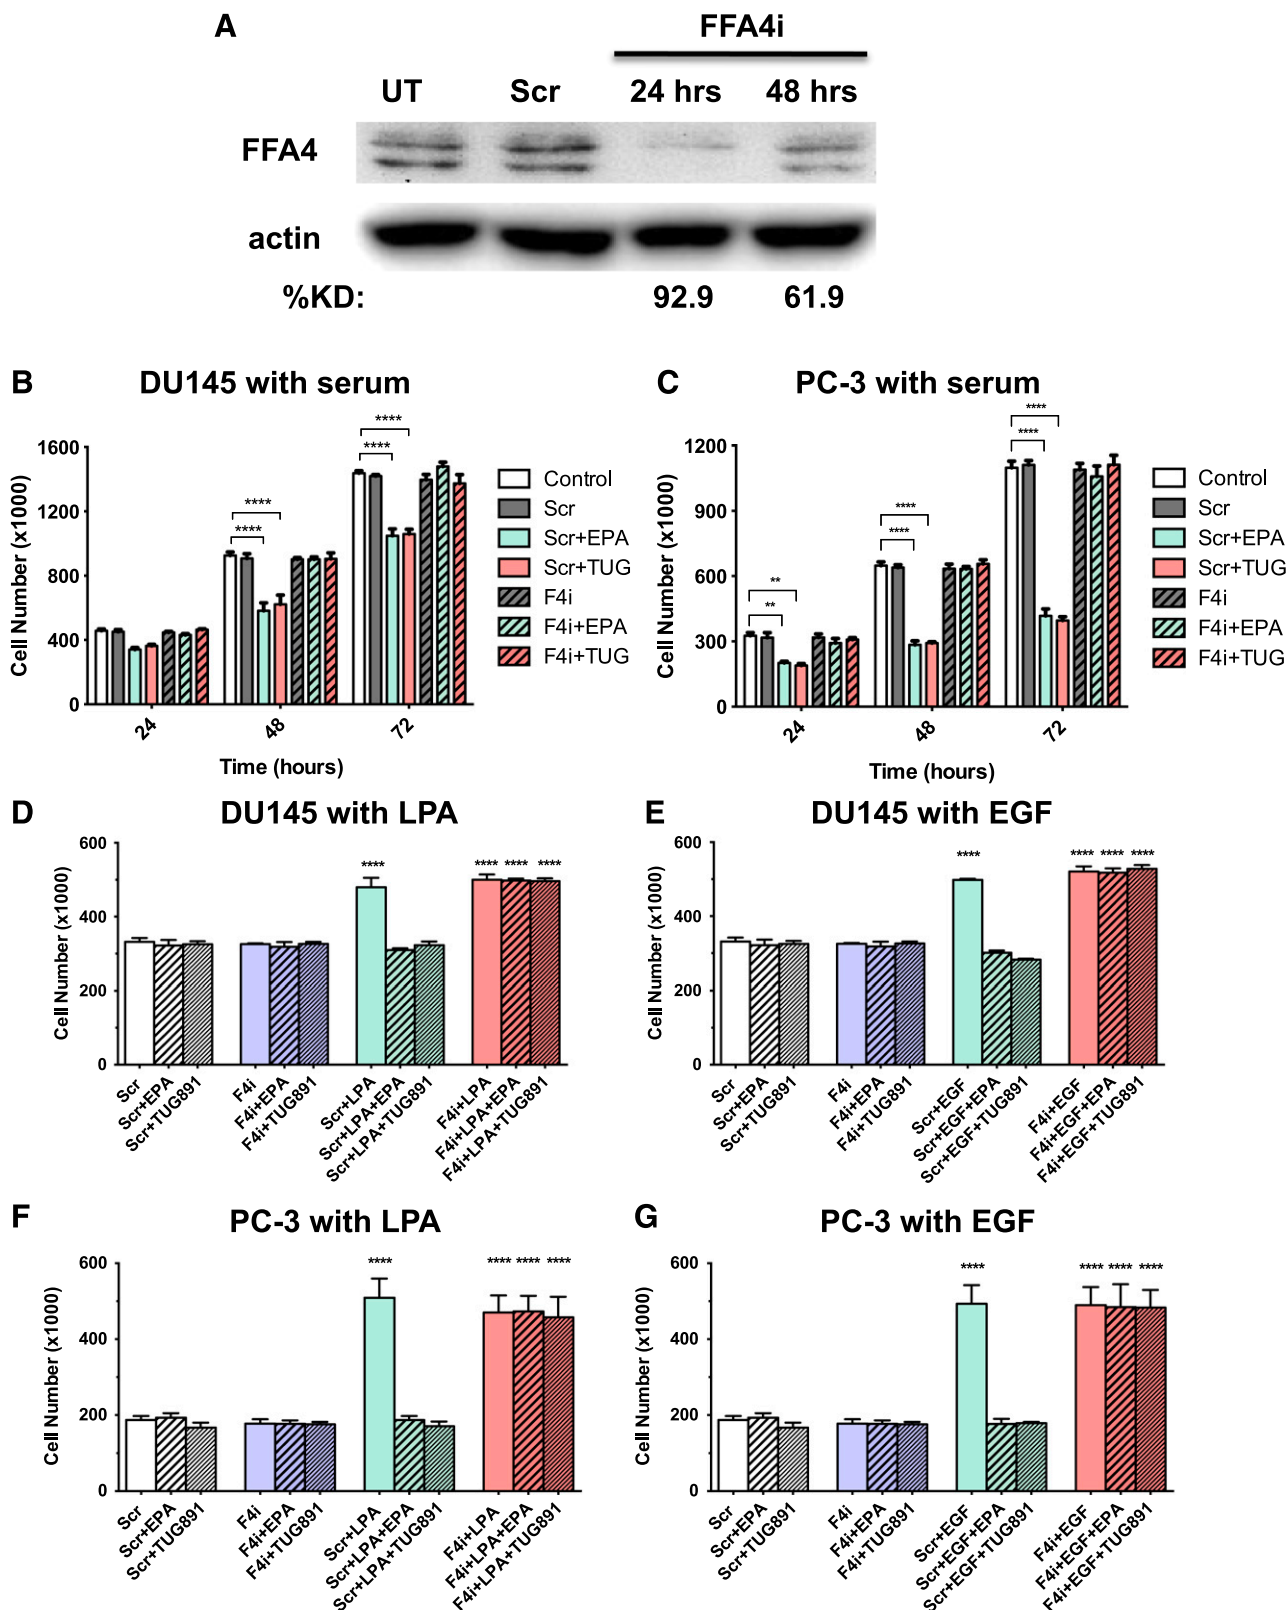 A
FFA4i
UT Scr 24 hrs 48 hrs
FFA4
actin
%KD: 92.9 61.9
B DU145 with serum
Cell Number (x1000)
1600
1200
800
400
0
**** ****
**** ****
24 48 72
Time (hours)
Control
Scr
Scr+EPA
Scr+TUG
F4i
F4i+EPA
F4i+TUG
C PC-3 with serum
Cell Number (x1000)
1200
900
600
300
0
** **** ****
** **** ****
24 48 72
Time (hours)
Control
Scr
Scr+EPA
Scr+TUG
F4i
F4i+EPA
F4i+TUG
D DU145 with LPA
Cell Number (x1000)
600
400
200
0
**** **** **** ****
Scr
Scr+EPA
Scr+TUG891
F4i
F4i+EPA
F4i+TUG891
Scr+LPA
Scr+LPA+EPA
Scr+LPA+TUG891
F4i+LPA
F4i+LPA+EPA
F4i+LPA+TUG891
E DU145 with EGF
Cell Number (x1000)
600
400
200
0
**** **** **** ****
Scr
Scr+EPA
Scr+TUG891
F4i
F4i+EPA
F4i+TUG891
Scr+EGF
Scr+EGF+EPA
Scr+EGF+TUG891
F4i+EGF
F4i+EGF+EPA
F4i+EGF+TUG891
F PC-3 with LPA
Cell Number (x1000)
600
400
200
0
**** **** **** ****
Scr
Scr+EPA
Scr+TUG891
F4i
F4i+EPA
F4i+TUG891
Scr+LPA
Scr+LPA+EPA
Scr+LPA+TUG891
F4i+LPA
F4i+LPA+EPA
F4i+LPA+TUG891
G PC-3 with EGF
Cell Number (x1000)
600
400
200
0
**** **** **** ****
Scr
Scr+EPA
Scr+TUG891
F4i
F4i+EPA
F4i+TUG891
Scr+EGF
Scr+EGF+EPA
Scr+EGF+TUG891
F4i+EGF
F4i+EGF+EPA
F4i+EGF+TUG891